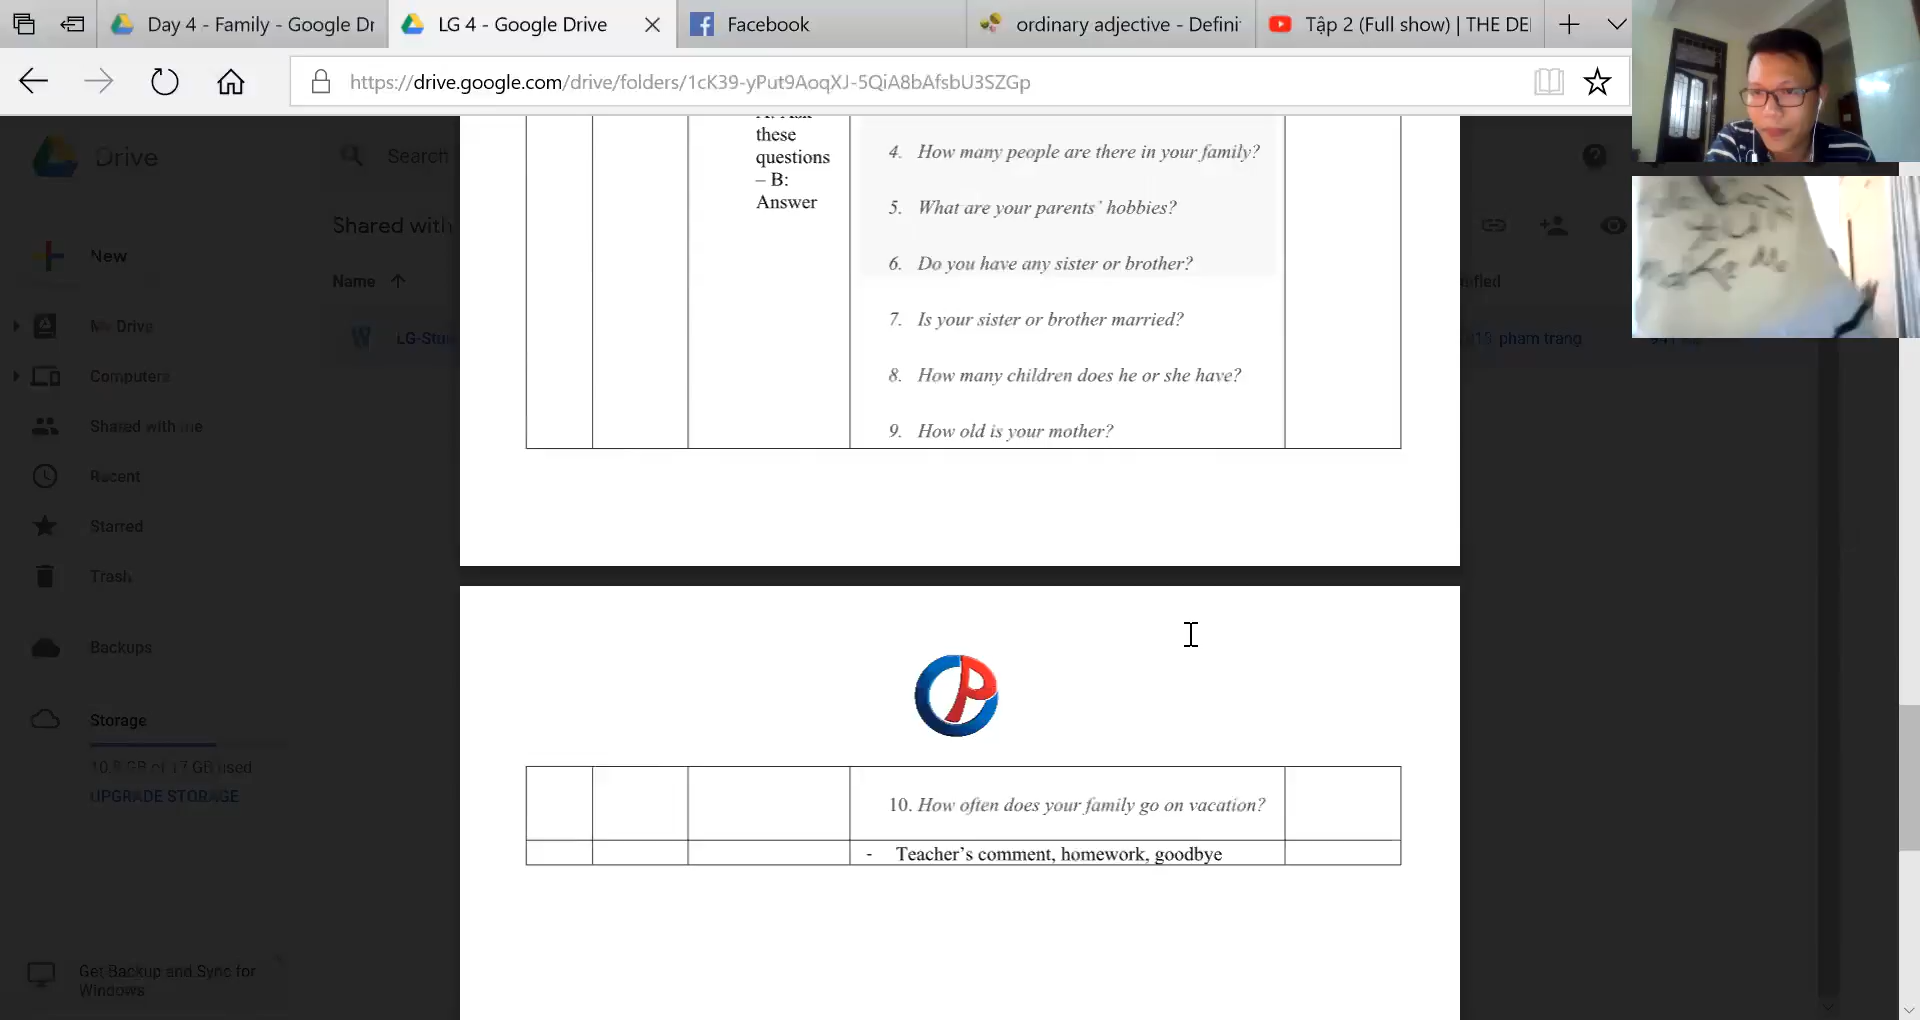 Day 4 - Family - Google Dr
LG 4 - Google Drive
Facebook
ordinary adjective - Defini
Tập 2 (Full show) | THE DE
https://drive.google.com/drive/folders/1cK39-yPut9AoqXJ-5QiA8bAfsbU3SZGp
Drive
Search
New
My Drive
Computers
Shared with me
Recent
Starred
Trash
Backups
Storage
UPGRADE STORAGE
Get Backup and Sync for
Windows
Shared with
Name
LG-Stu
pham trang
these
questions
– B:
Answer
4. How many people are there in your family?
5. What are your parents’ hobbies?
6. Do you have any sister or brother?
7. Is your sister or brother married?
8. How many children does he or she have?
9. How old is your mother?
P
10. How often does your family go on vacation?
- Teacher’s comment, homework, goodbye